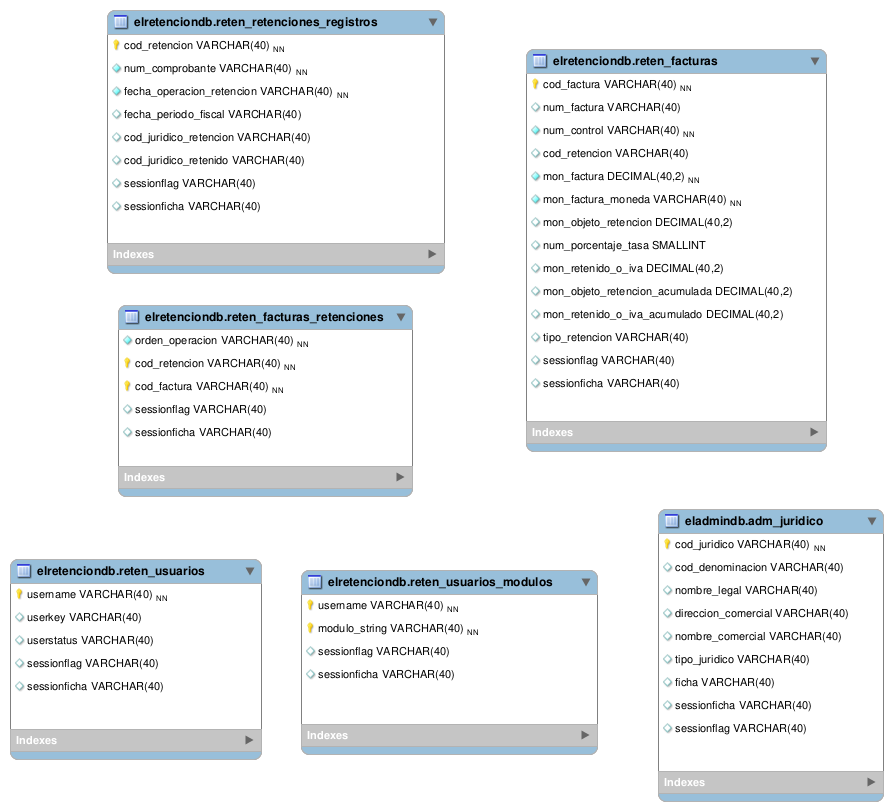 elretenciondb.reten_retenciones_registros
cod_retencion VARCHAR(40) NN
num_comprobante VARCHAR(40) NN
fecha_operacion_retencion VARCHAR(40) NN
fecha_periodo_fiscal VARCHAR(40)
cod_juridico_retencion VARCHAR(40)
cod_juridico_retenido VARCHAR(40)
sessionflag VARCHAR(40)
sessionficha VARCHAR(40)
Indexes
elretenciondb.reten_facturas
cod_factura VARCHAR(40) NN
num_factura VARCHAR(40)
num_control VARCHAR(40) NN
cod_retencion VARCHAR(40)
mon_factura DECIMAL(40,2) NN
mon_factura_moneda VARCHAR(40) NN
mon_objeto_retencion DECIMAL(40,2)
num_porcentaje_tasa SMALLINT
mon_retenido_o_iva DECIMAL(40,2)
mon_objeto_retencion_acumulada DECIMAL(40,2)
mon_retenido_o_iva_acumulado DECIMAL(40,2)
tipo_retencion VARCHAR(40)
sessionflag VARCHAR(40)
sessionficha VARCHAR(40)
Indexes
elretenciondb.reten_facturas_retenciones
orden_operacion VARCHAR(40) NN
cod_retencion VARCHAR(40) NN
cod_factura VARCHAR(40) NN
sessionflag VARCHAR(40)
sessionficha VARCHAR(40)
Indexes
elretenciondb.reten_usuarios
username VARCHAR(40) NN
userkey VARCHAR(40)
userstatus VARCHAR(40)
sessionflag VARCHAR(40)
sessionficha VARCHAR(40)
Indexes
elretenciondb.reten_usuarios_modulos
username VARCHAR(40) NN
modulo_string VARCHAR(40) NN
sessionflag VARCHAR(40)
sessionficha VARCHAR(40)
Indexes
eladmindb.adm_juridico
cod_juridico VARCHAR(40) NN
cod_denominacion VARCHAR(40)
nombre_legal VARCHAR(40)
direccion_comercial VARCHAR(40)
nombre_comercial VARCHAR(40)
tipo_juridico VARCHAR(40)
ficha VARCHAR(40)
sessionficha VARCHAR(40)
sessionflag VARCHAR(40)
Indexes